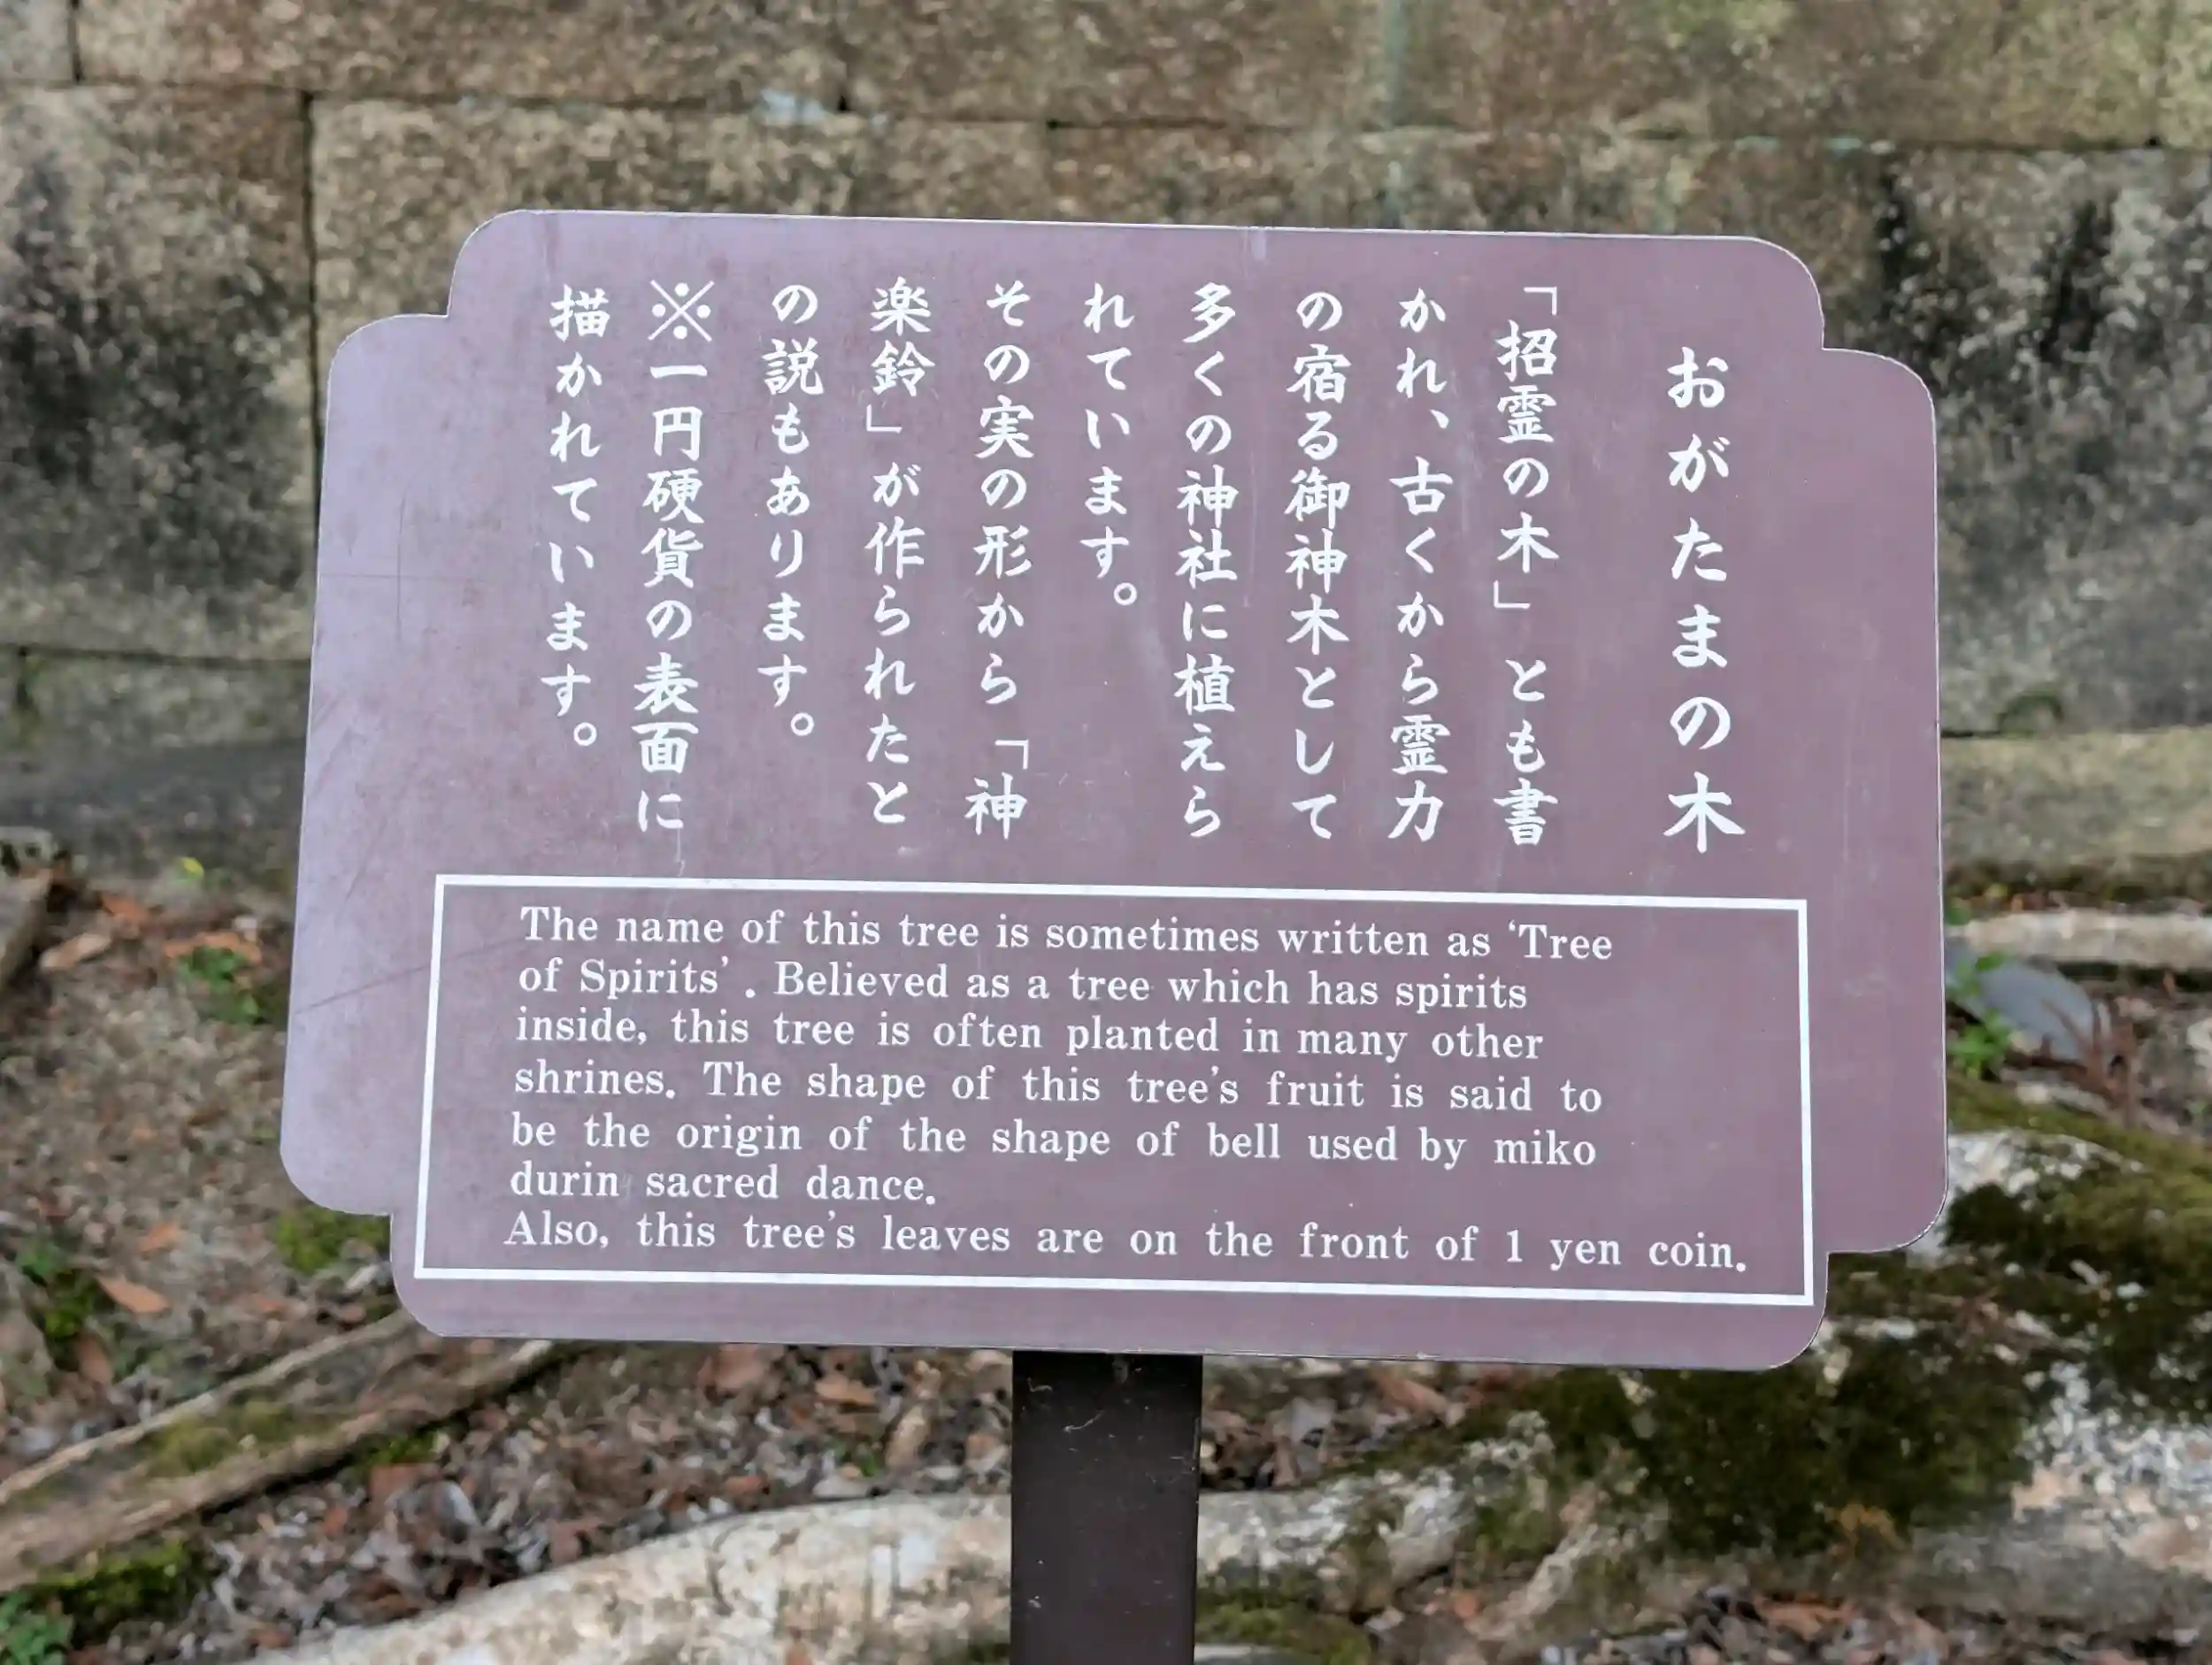 おがたまの木
「招霊の木」とも書
かれ、古くから霊力
の宿る御神木として
多くの神社に植えら
れています。
その実の形から「神
楽鈴」が作られたと
の説もあります。
※一円硬貨の表面に
描かれています。
The name of this tree is sometimes written as ‘Tree
of Spirits’ . Believed as a tree which has spirits
inside, this tree is often planted in many other
shrines. The shape of this tree's fruit is said to
be the origin of the shape of bell used by miko
durin sacred dance.
Also, this tree's leaves are on the front of 1 yen coin.